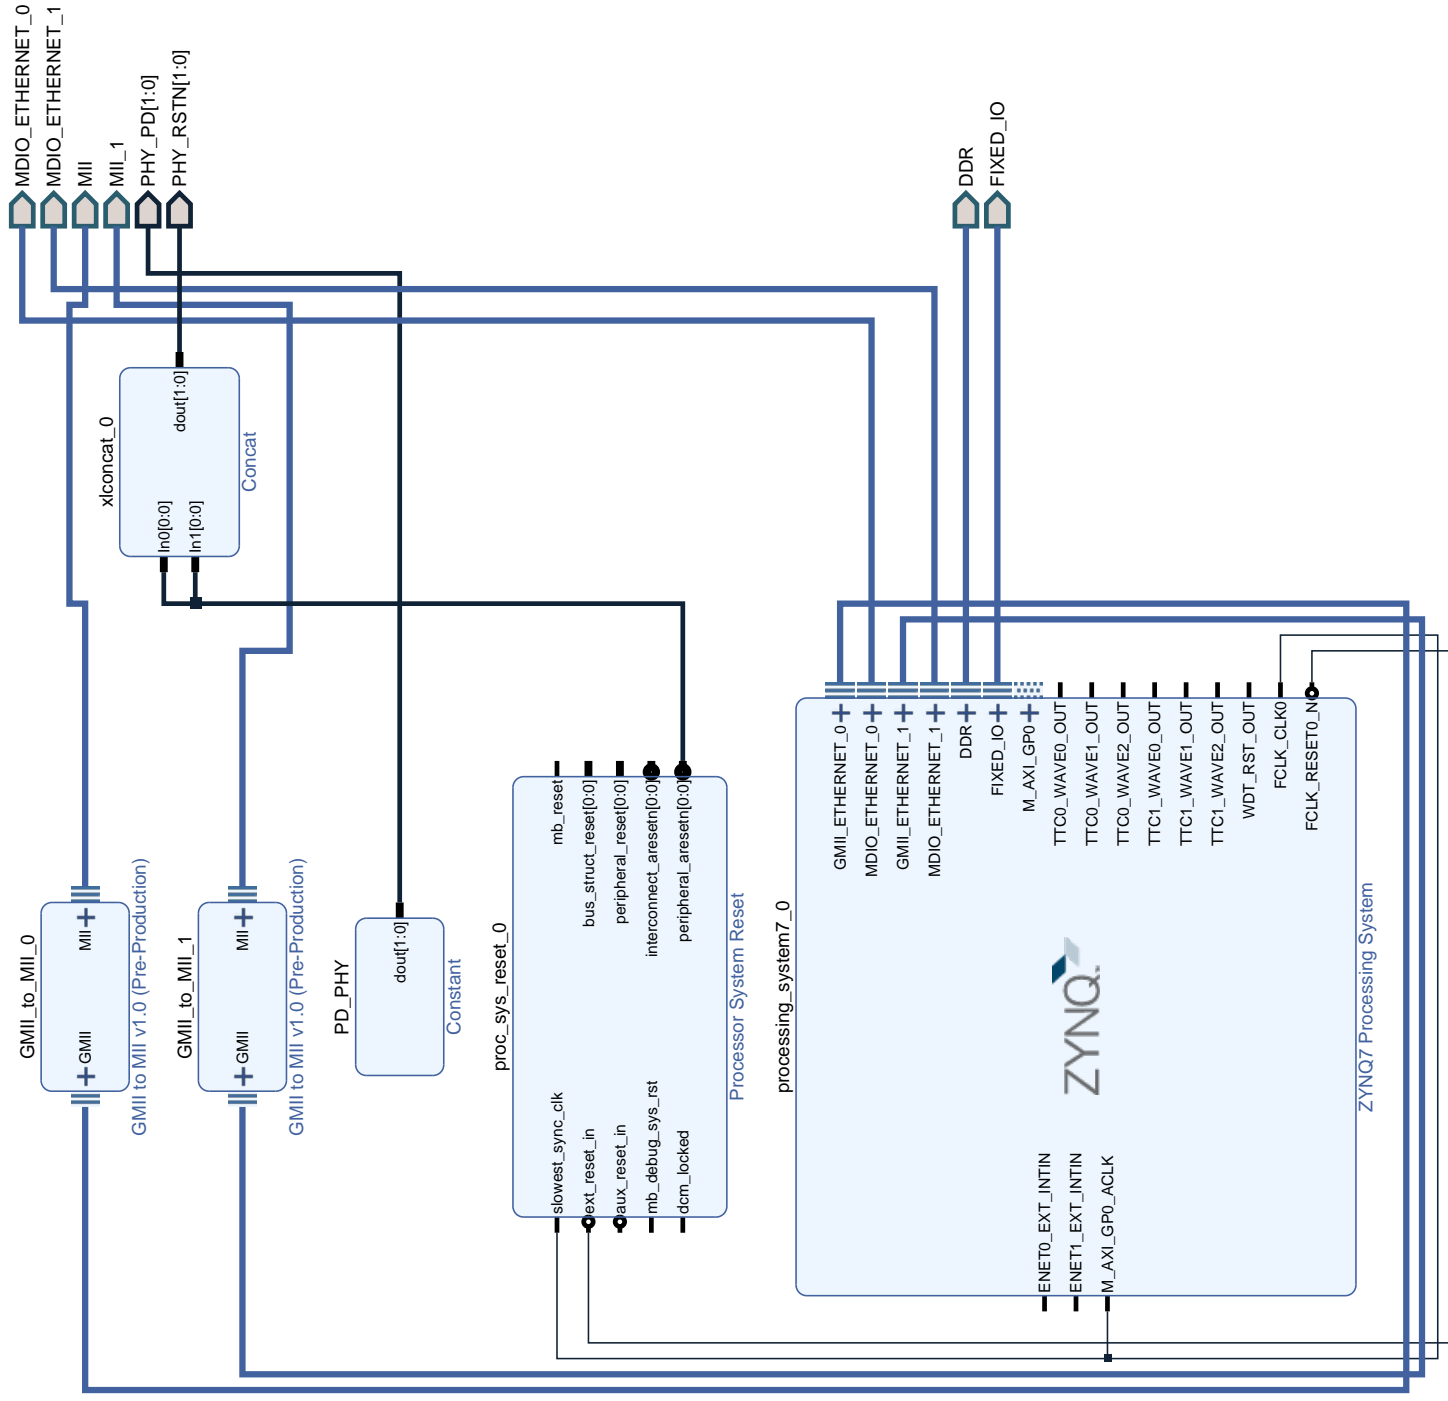 MDIO_ETHERNET_0
MDIO_ETHERNET_1
MII
MII_1
PHY_PD[1:0]
PHY_RSTN[1:0]
DDR
FIXED_IO
xlconcat_0
In0[0:0]
In1[0:0]
dout[1:0]
Concat
GMII_to_MII_0
GMII
MII
GMII to MII v1.0 (Pre-Production)
GMII_to_MII_1
GMII
MII
GMII to MII v1.0 (Pre-Production)
PD_PHY
dout[1:0]
Constant
proc_sys_reset_0
slowest_sync_clk
ext_reset_in
aux_reset_in
mb_debug_sys_rst
dcm_locked
mb_reset
bus_struct_reset[0:0]
peripheral_reset[0:0]
interconnect_aresetn[0:0]
peripheral_aresetn[0:0]
Processor System Reset
processing_system7_0
ENET0_EXT_INTIN
ENET1_EXT_INTIN
M_AXI_GP0_ACLK
ZYNQ.
GMII_ETHERNET_0
MDIO_ETHERNET_0
GMII_ETHERNET_1
MDIO_ETHERNET_1
DDR
FIXED_IO
M_AXI_GP0
TTC0_WAVE0_OUT
TTC0_WAVE1_OUT
TTC0_WAVE2_OUT
TTC1_WAVE0_OUT
TTC1_WAVE1_OUT
TTC1_WAVE2_OUT
WDT_RST_OUT
FCLK_CLK0
FCLK_RESET0_N
ZYNQ7 Processing System